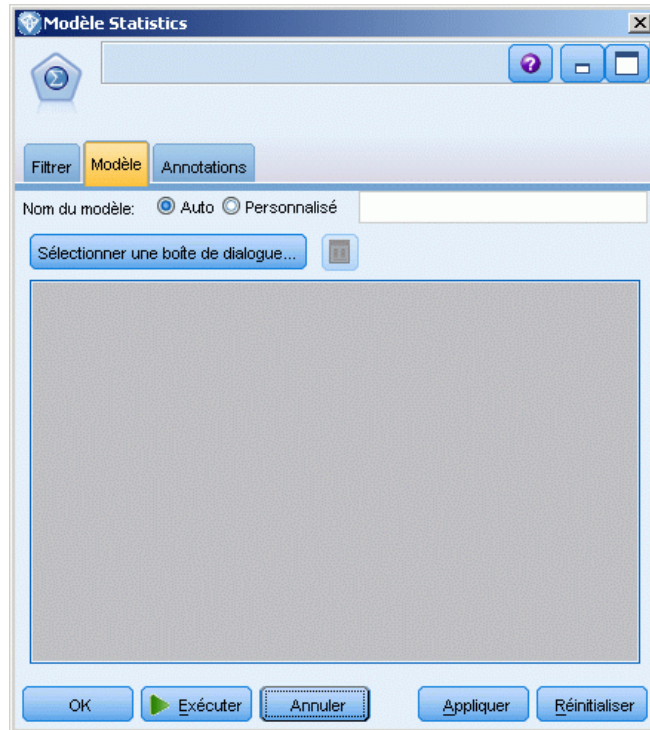 Modèle Statistics
Filtrer Modèle Annotations
Nom du modèle: Auto Personnalisé
Sélectionner une boîte de dialogue...
OK Exécuter Annuler Appliquer Réinitialiser